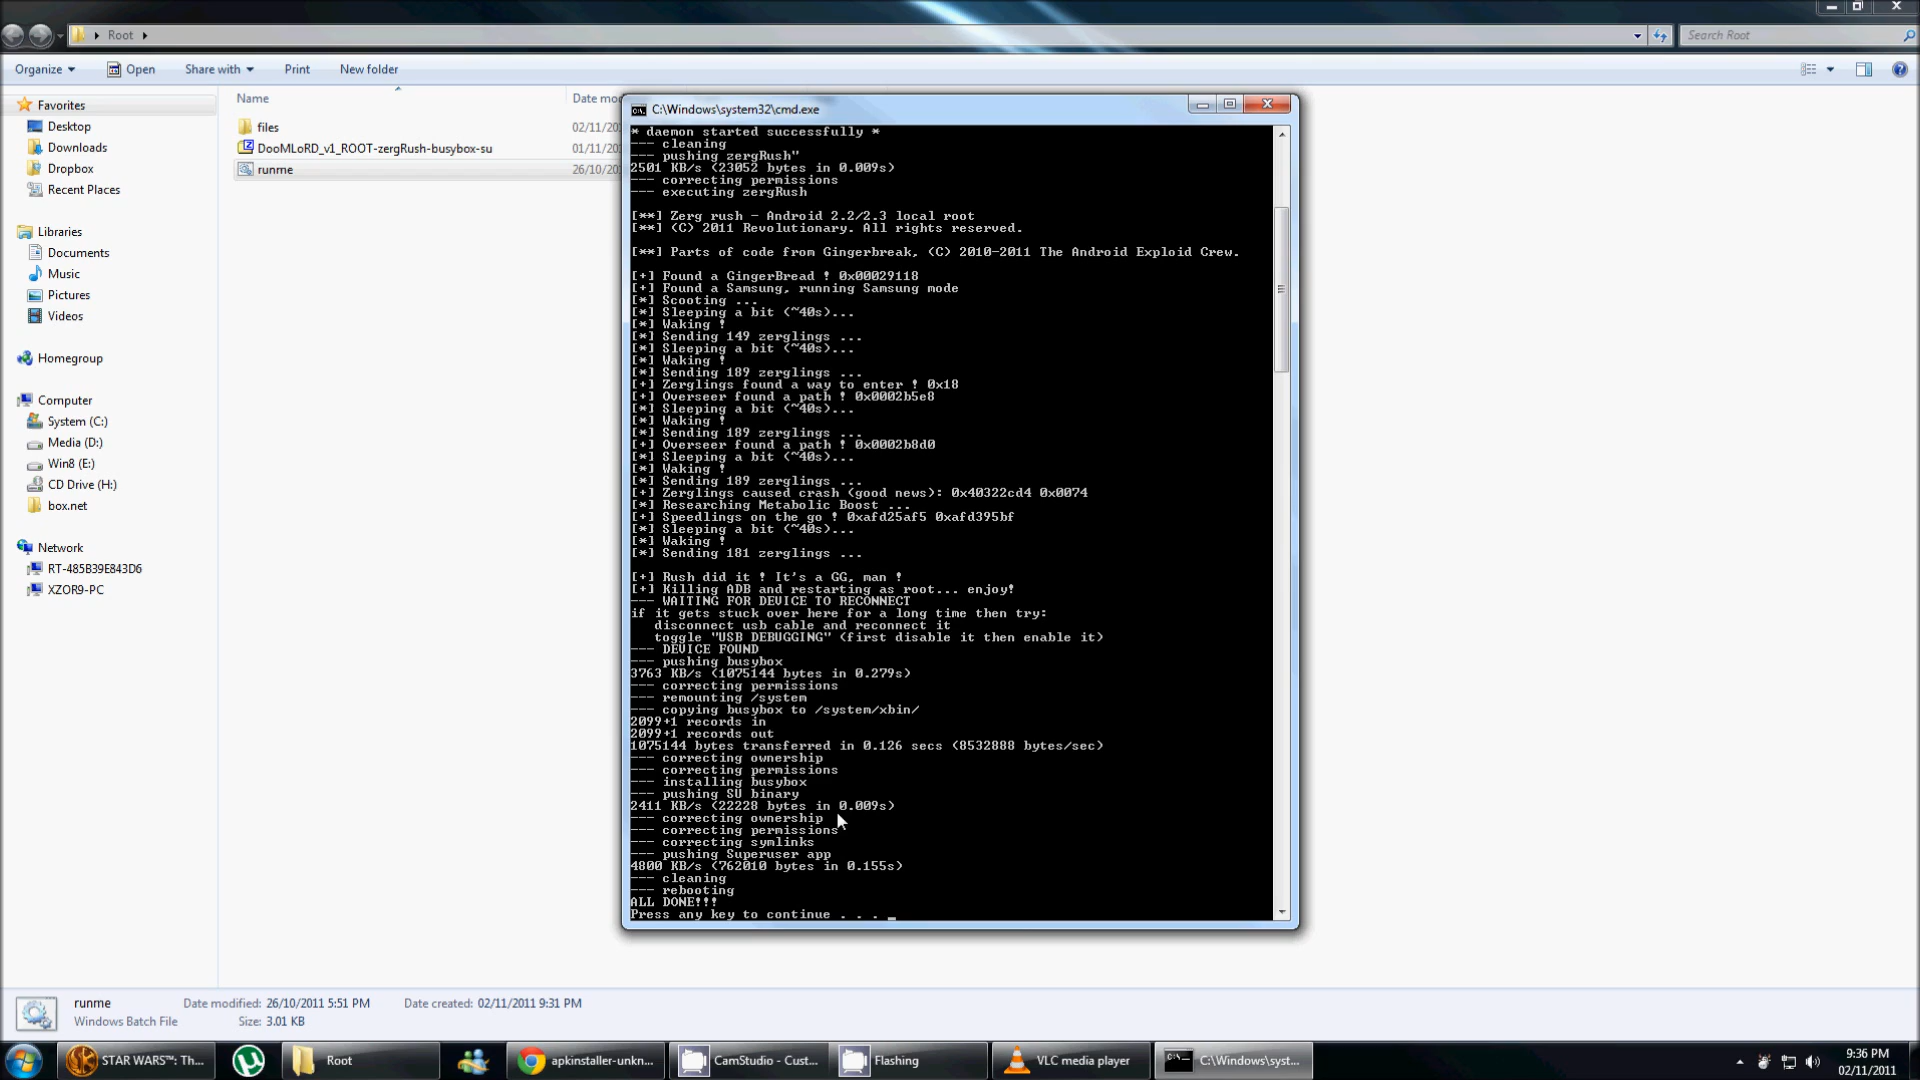 Root
Search Root
Organize
Open
Share with
Print
New folder
Favorites
Desktop
Downloads
Dropbox
Recent Places
Libraries
Documents
Music
Pictures
Videos
Homegroup
Computer
System (C:)
Media (D:)
Win8 (E:)
CD Drive (H:)
box.net
Network
RT-485B39E843D6
XZOR9-PC
Name
Date mo
files
02/11/20
DooMLoRD_v1_ROOT-zergRush-busybox-su
01/11/20
runme
26/10/20
C:\Windows\system32\cmd.exe
* daemon started successfully *
--- cleaning
--- pushing zergRush"
2501 KB/s (23052 bytes in 0.009s)
--- correcting permissions
--- executing zergRush
[**] Zerg rush - Android 2.2/2.3 local root
[**] (C) 2011 Revolutionary. All rights reserved.
[**] Parts of code from Gingerbreak, (C) 2010-2011 The Android Exploid Crew.
[+] Found a GingerBread ! 0x00029118
[+] Found a Samsung, running Samsung mode
[*] Scooting ...
[*] Sleeping a bit (~40s)...
[*] Waking !
[*] Sending 149 zerglings ...
[*] Sleeping a bit (~40s)...
[*] Waking !
[*] Sending 189 zerglings ...
[+] Zerglings found a way to enter ! 0x18
[+] Overseer found a path ! 0x0002b5e8
[*] Sleeping a bit (~40s)...
[*] Waking !
[*] Sending 189 zerglings ...
[+] Overseer found a path ! 0x0002b8d0
[*] Sleeping a bit (~40s)...
[*] Waking !
[*] Sending 189 zerglings ...
[+] Zerglings caused crash (good news): 0x40322cd4 0x0074
[*] Researching Metabolic Boost ...
[+] Speedlings on the go ! 0xafd25af5 0xafd395bf
[*] Sleeping a bit (~40s)...
[*] Waking !
[*] Sending 181 zerglings ...
[+] Rush did it ! It's a GG, man !
[+] Killing ADB and restarting as root... enjoy!
--- WAITING FOR DEVICE TO RECONNECT
if it gets stuck over here for a long time then try:
disconnect usb cable and reconnect it
toggle "USB DEBUGGING" (first disable it then enable it)
--- DEVICE FOUND
--- pushing busybox
3763 KB/s (1075144 bytes in 0.279s)
--- correcting permissions
--- remounting /system
--- copying busybox to /system/xbin/
2099+1 records in
2099+1 records out
1075144 bytes transferred in 0.126 secs (8532888 bytes/sec)
--- correcting ownership
--- correcting permissions
--- installing busybox
--- pushing SU binary
2411 KB/s (22228 bytes in 0.009s)
--- correcting ownership
--- correcting permissions
--- correcting symlinks
--- pushing Superuser app
4800 KB/s (762010 bytes in 0.155s)
--- cleaning
--- rebooting
ALL DONE!!!
Press any key to continue . . . _
runme
Date modified: 26/10/2011 5:51 PM
Date created: 02/11/2011 9:31 PM
Windows Batch File
Size: 3.01 KB
STAR WARS™: Th...
Root
apkinstaller-unkn...
CamStudio - Cust...
Flashing
VLC media player
C:\Windows\syst...
9:36 PM
02/11/2011